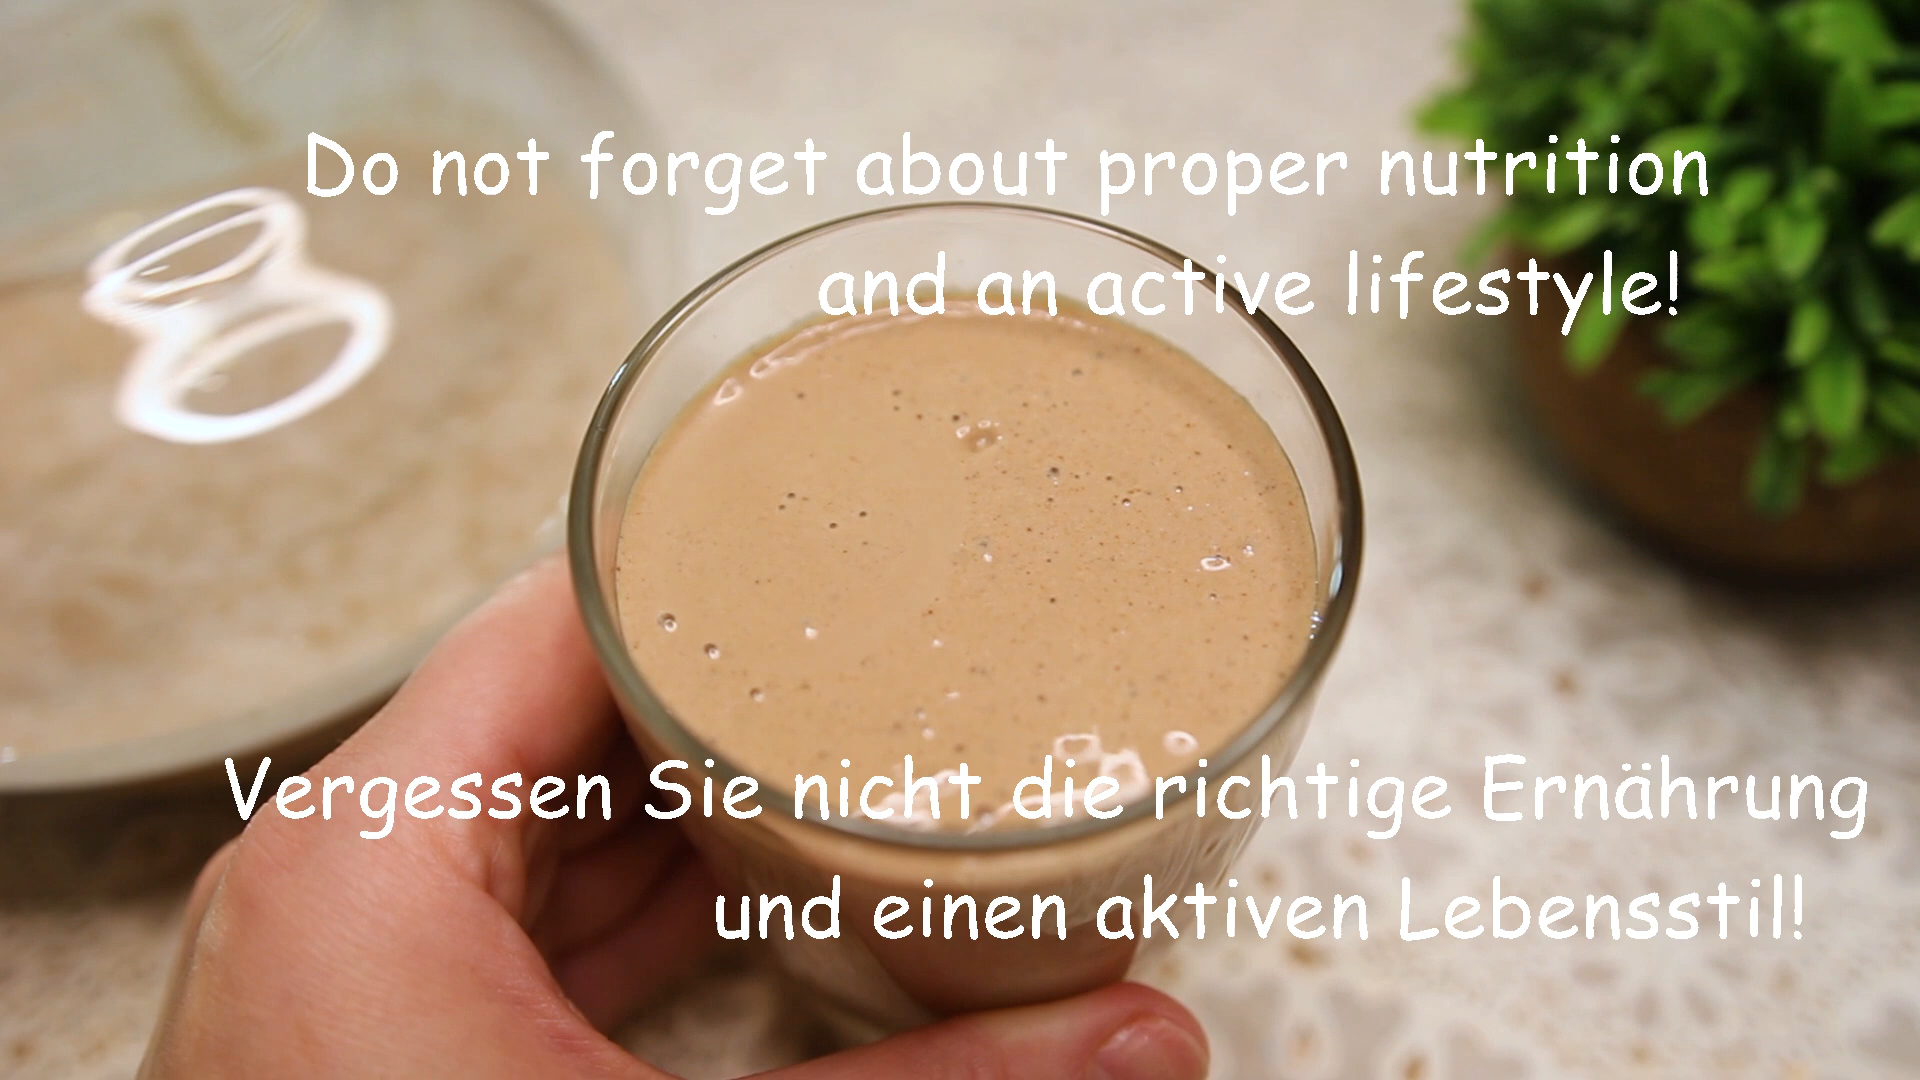 Do not forget about proper nutrition
and an active lifestyle!
Vergessen Sie nicht die richtige Ernährung
und einen aktiven Lebensstil!